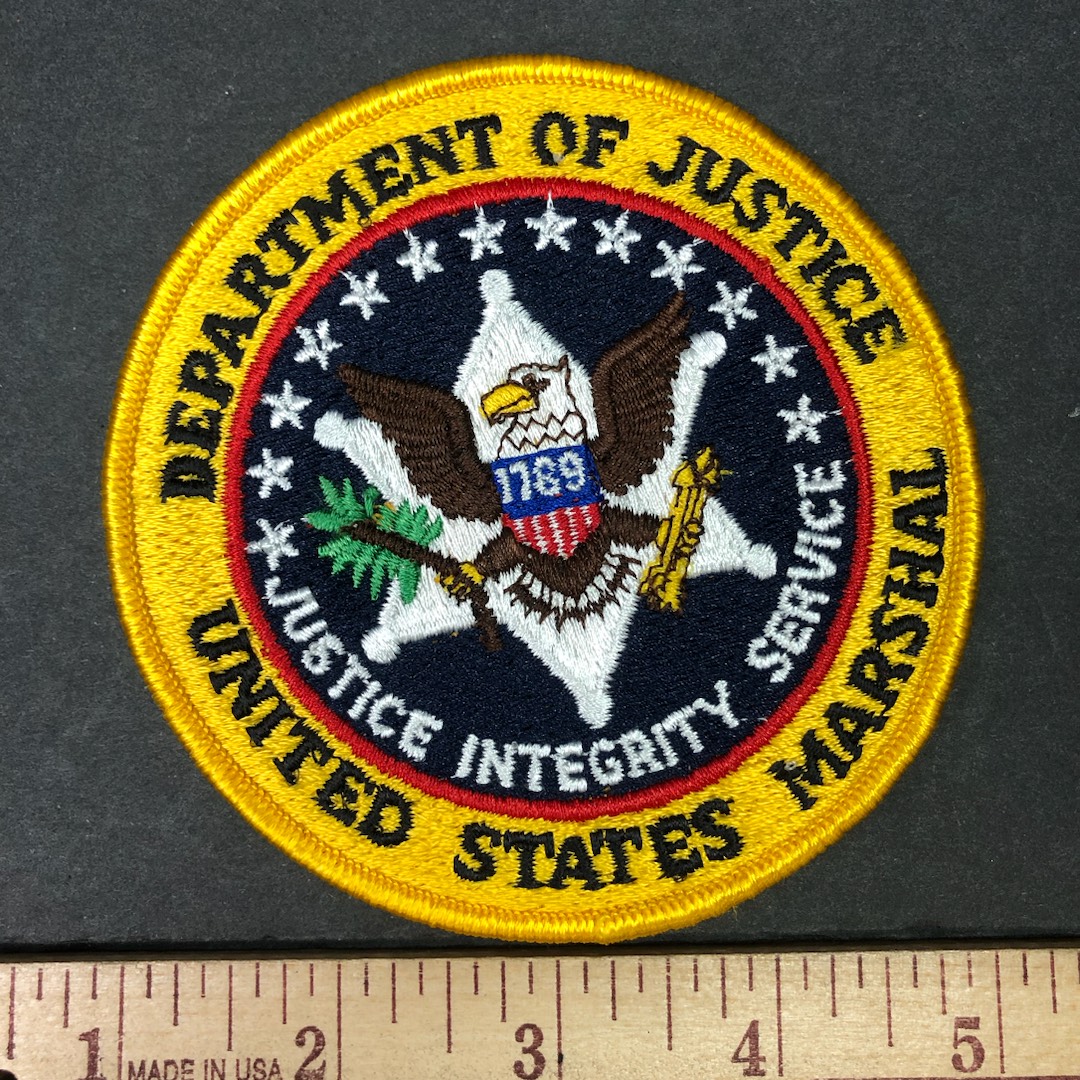 DEPARTMENT OF JUSTICE
1789
JUSTICE INTEGRITY SERVICE
UNITED STATES MARSHAL
1 2 3 4 5
MADE IN USA